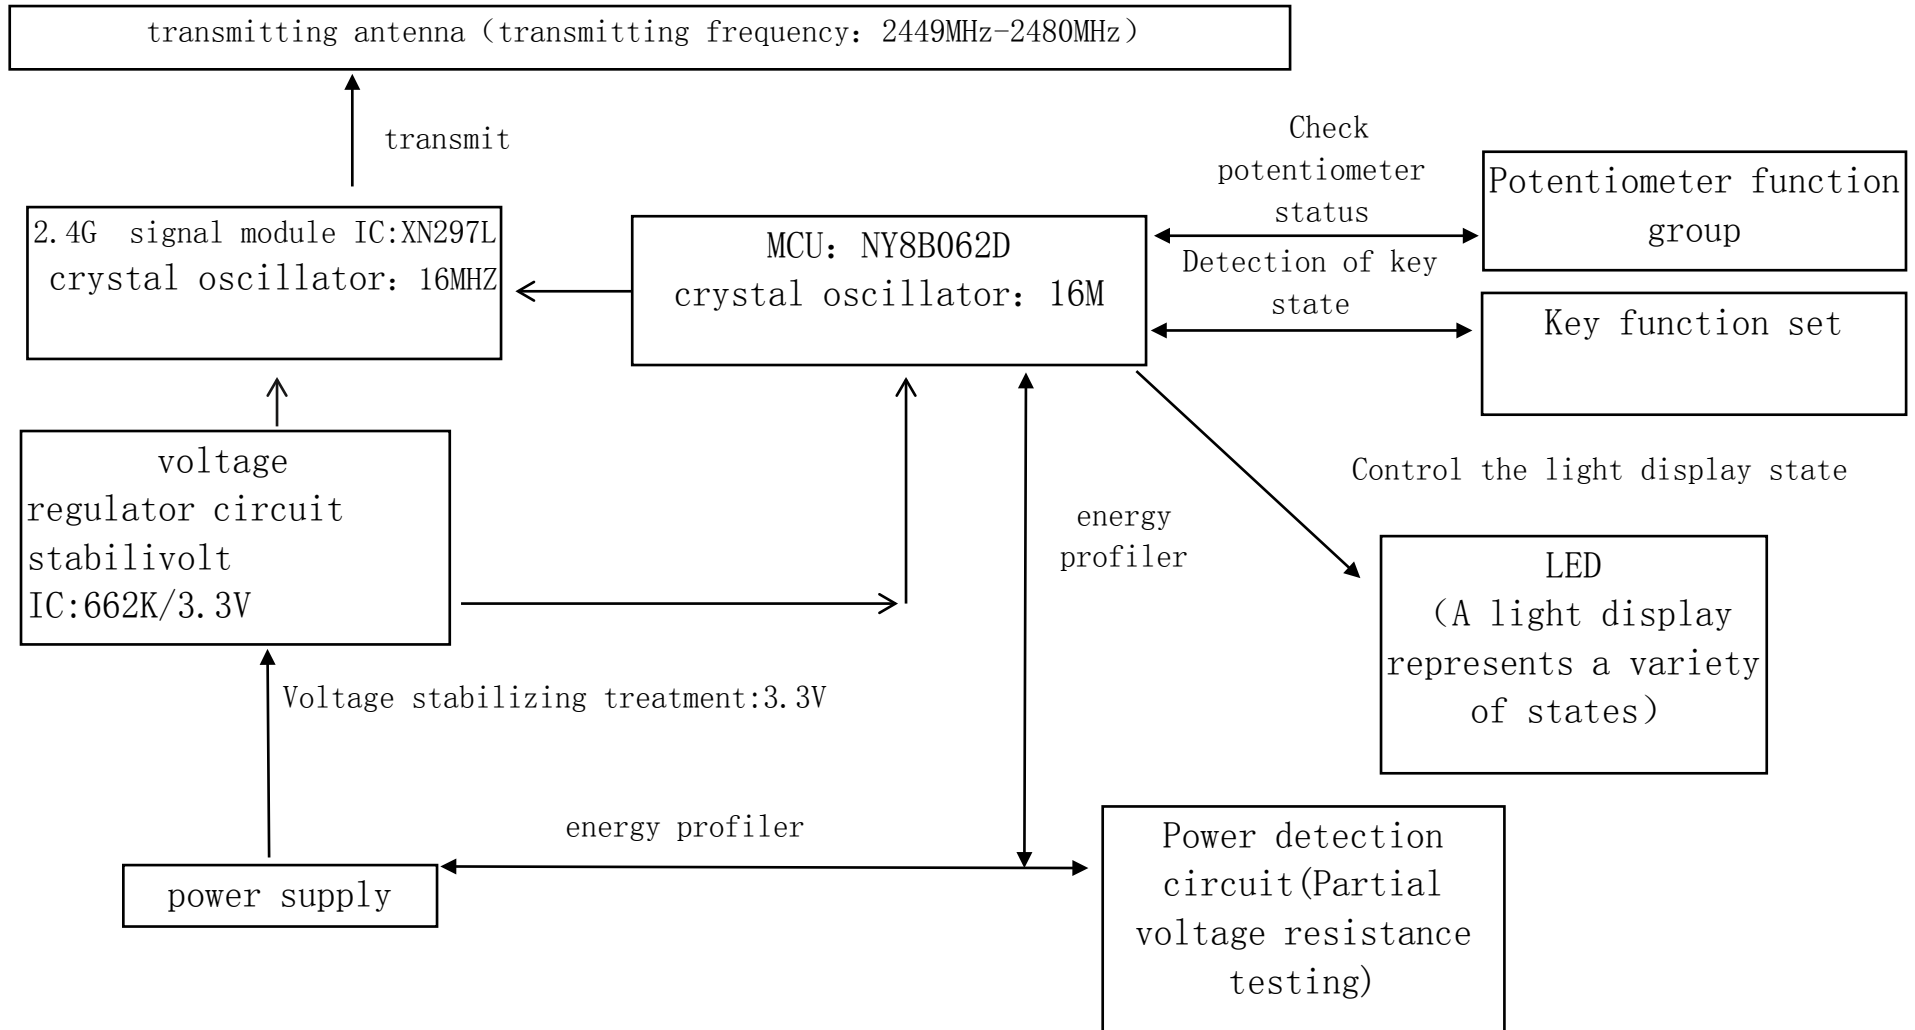 transmitting antenna（transmitting frequency：2449MHz-2480MHz）
transmit
Check
potentiometer
status
Potentiometer function
group
2.4G  signal module IC:XN297L
crystal oscillator：16MHZ
MCU：NY8B062D
crystal oscillator：16M
Detection of key
state
Key function set
voltage
regulator circuit
stabilivolt
IC:662K/3.3V
Control the light display state
energy
profiler
LED
（A light display
represents a variety
of states）
Voltage stabilizing treatment:3.3V
energy profiler
power supply
Power detection
circuit(Partial
voltage resistance
testing)